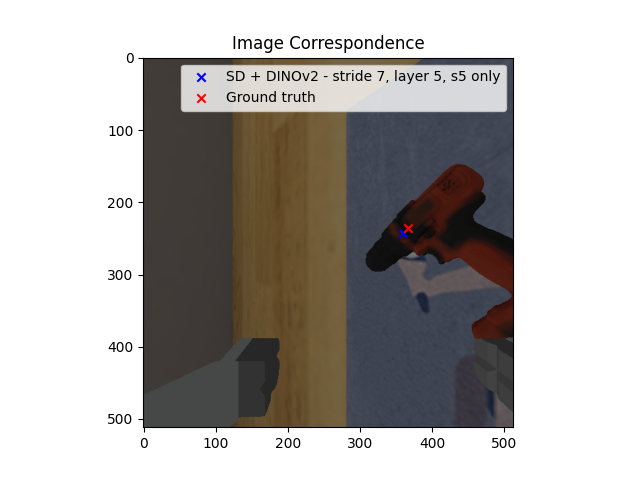 Image Correspondence
SD + DINOv2 - stride 7, layer 5, s5 only
Ground truth
0
100
200
300
400
500
0 100 200 300 400 500